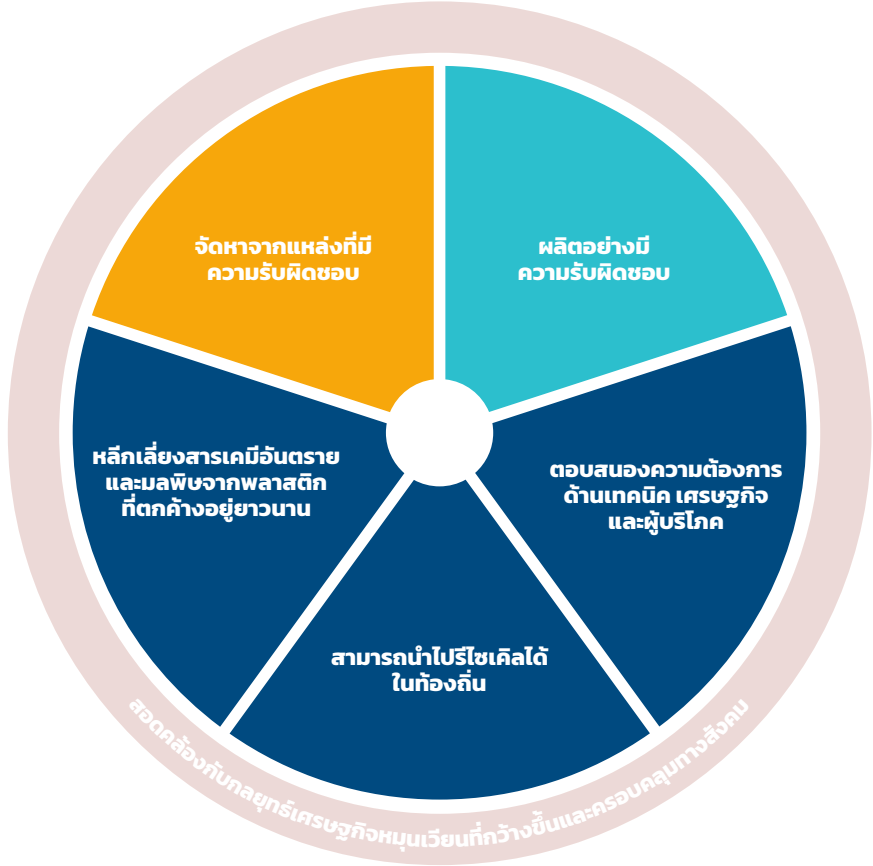 จัดหาจากแหล่งที่มี
ความรับผิดชอบ
ผลิตอย่างมี
ความรับผิดชอบ
หลีกเลี่ยงสารเคมีอันตราย
และมลพิษจากพลาสติก
ที่ตกค้างอยู่ยาวนาน
ตอบสนองความต้องการ
ด้านเทคนิค เศรษฐกิจ
และผู้บริโภค
สามารถนำไปรีไซเคิลได้
ในท้องถิ่น
สอดคล้องกับกลยุทธ์เศรษฐกิจหมุนเวียนที่กว้างขึ้นและครอบคลุมทางสังคม